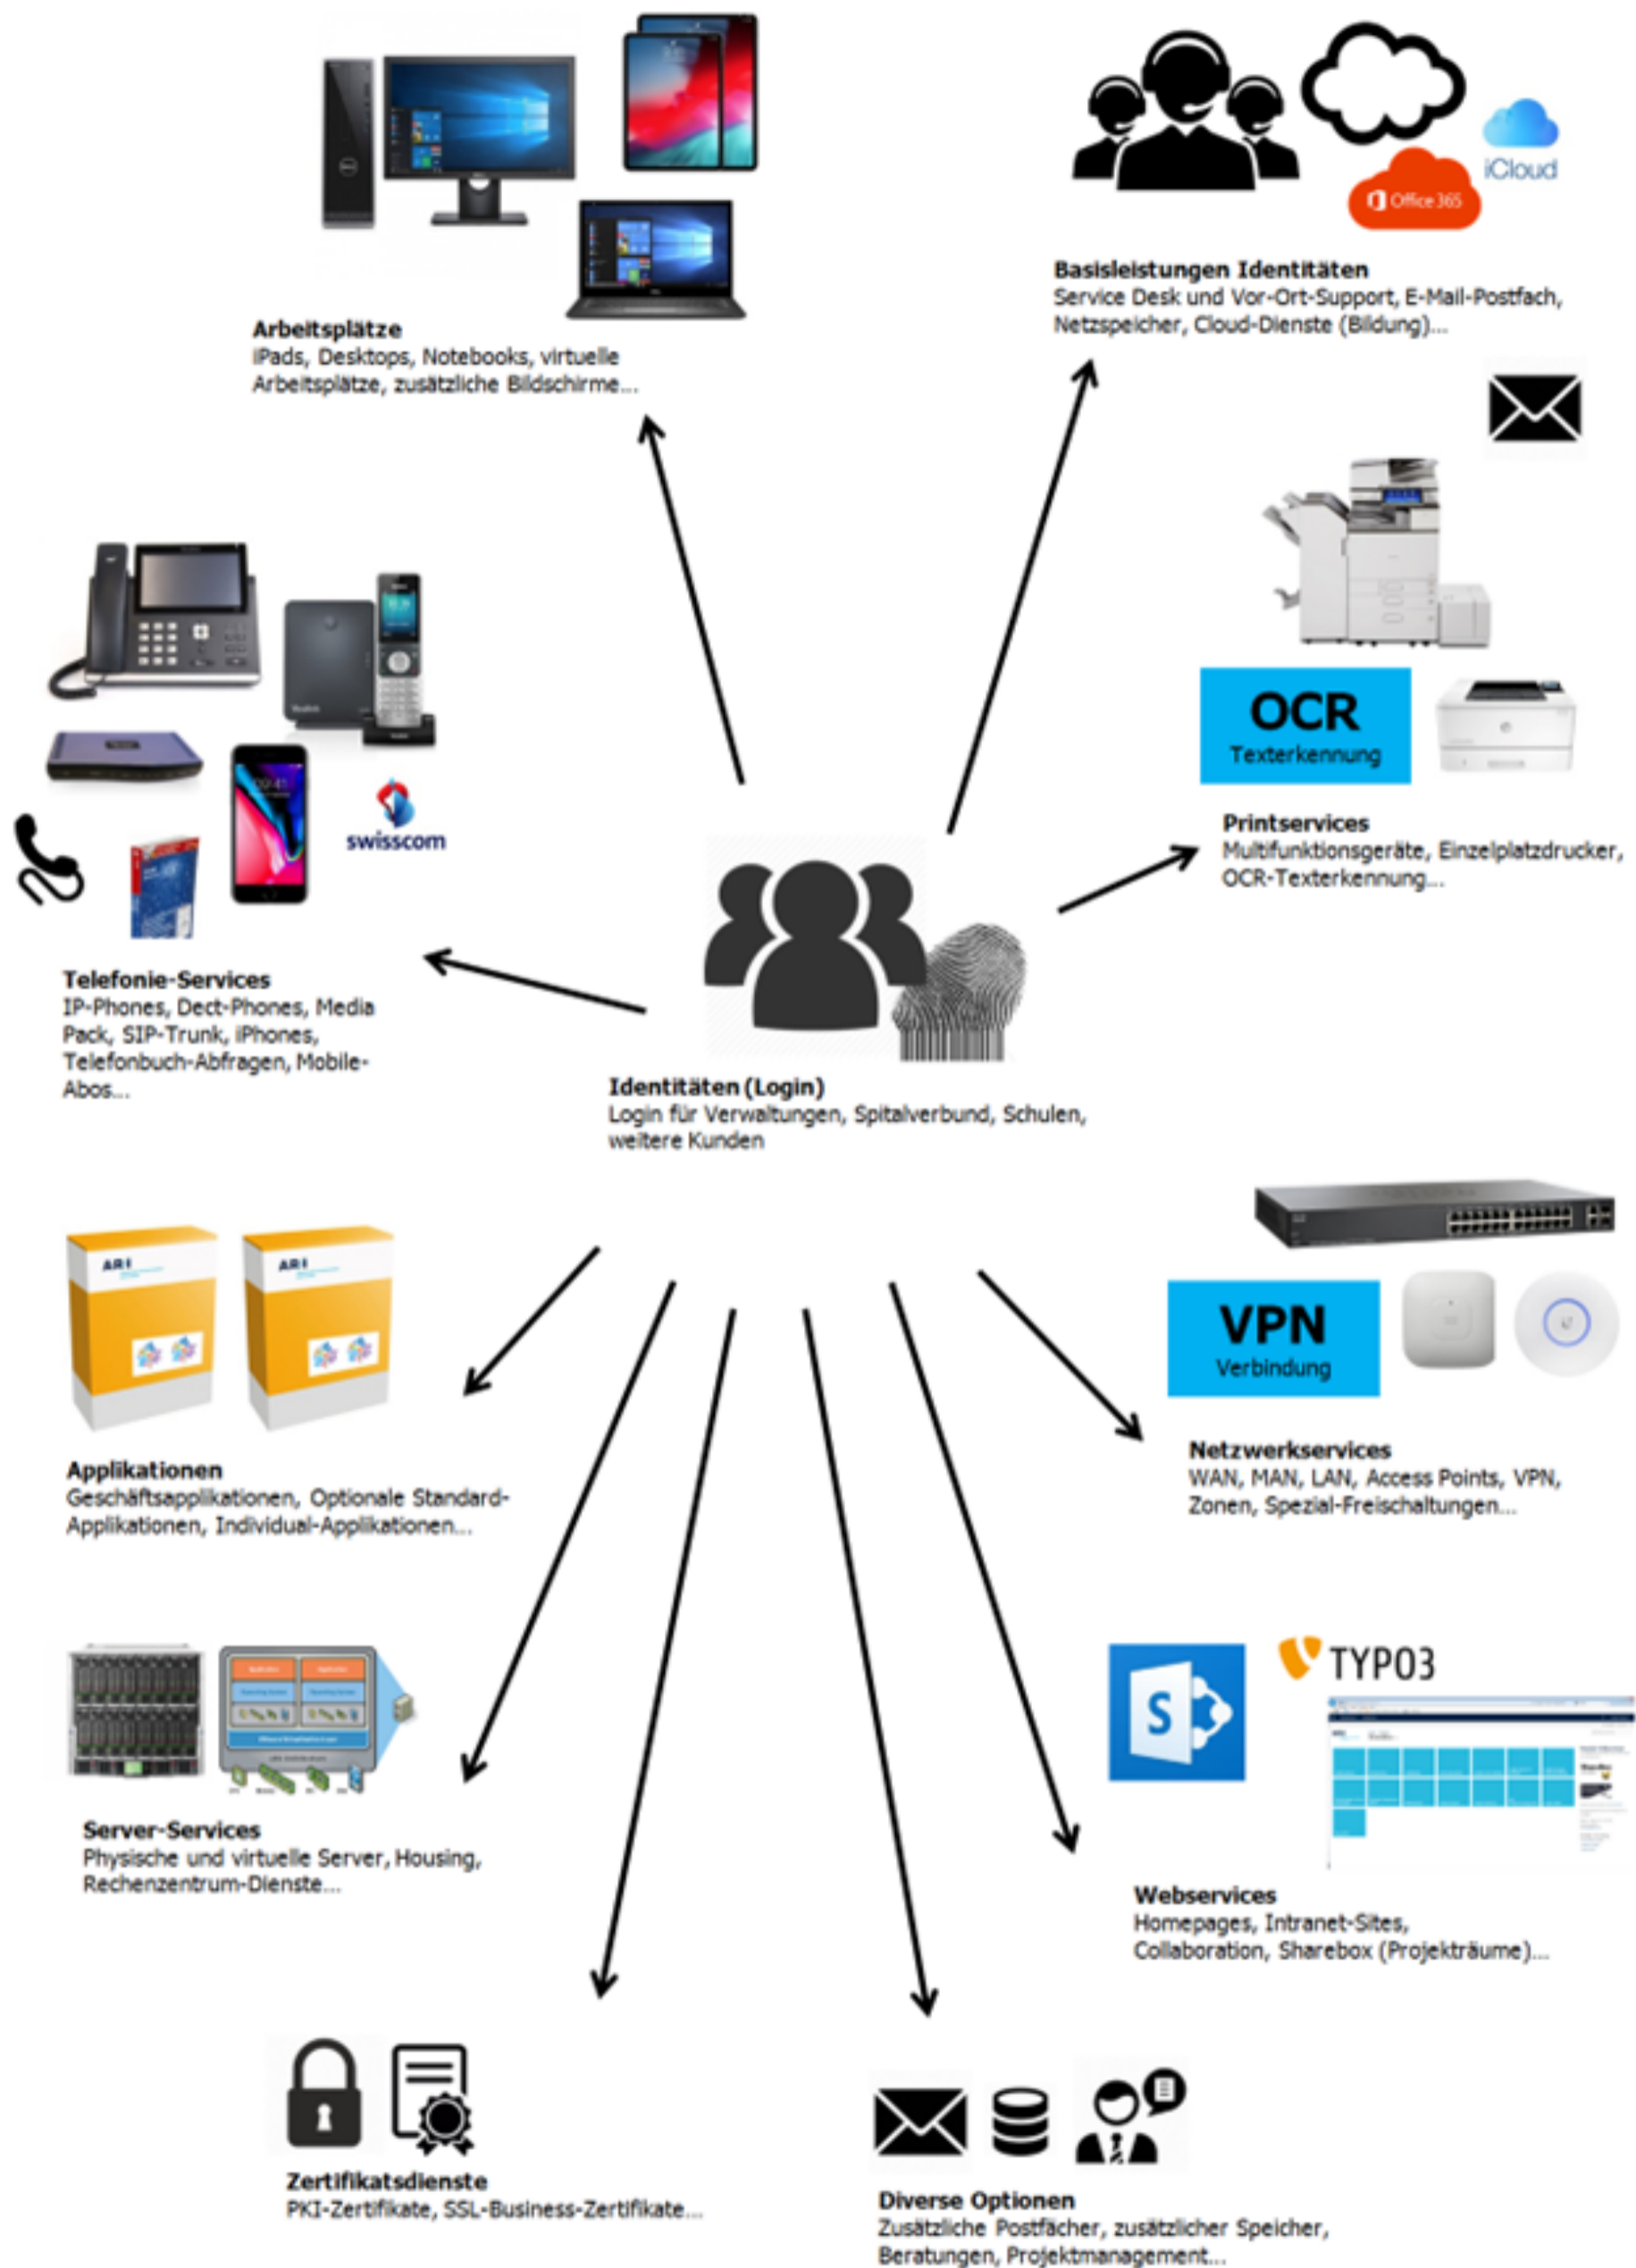 iCloud
Office 365
Basisleistungen Identitäten
Service Desk und Vor-Ort-Support, E-Mail-Postfach,
Netzspeicher, Cloud-Dienste (Bildung)...
Arbeitsplätze
iPads, Desktops, Notebooks, virtuelle
Arbeitsplätze, zusätzliche Bildschirme...
OCR
Texterkennung
Printservices
Multifunktionsgeräte, Einzelplatzdrucker,
OCR-Texterkennung...
09:41
swisscom
Telefonie-Services
IP-Phones, Dect-Phones, Media
Pack, SIP-Trunk, iPhones,
Telefonbuch-Abfragen, Mobile-
Abos...
Identitäten (Login)
Login für Verwaltungen, Spitalverbund, Schulen,
weitere Kunden
ARI
ARI
VPN
Verbindung
Netzwerkservices
WAN, MAN, LAN, Access Points, VPN,
Zonen, Spezial-Freischaltungen...
Applikationen
Geschäftsapplikationen, Optionale Standard-
Applikationen, Individual-Applikationen...
S
TYPO3
Server-Services
Physische und virtuelle Server, Housing,
Rechenzentrum-Dienste...
Webservices
Homepages, Intranet-Sites,
Collaboration, Sharebox (Projekträume)...
Zertifikatsdienste
PKI-Zertifikate, SSL-Business-Zertifikate...
Diverse Optionen
Zusätzliche Postfächer, zusätzlicher Speicher,
Beratungen, Projektmanagement...